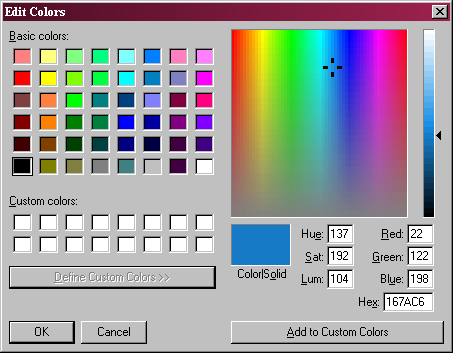 Edit Colors
Basic colors:
Custom colors:
Define Custom Colors >>
OK
Cancel
Color|Solid
Hue: 137
Sat: 192
Lum: 104
Red: 22
Green: 122
Blue: 198
Hex: 167AC6
Add to Custom Colors